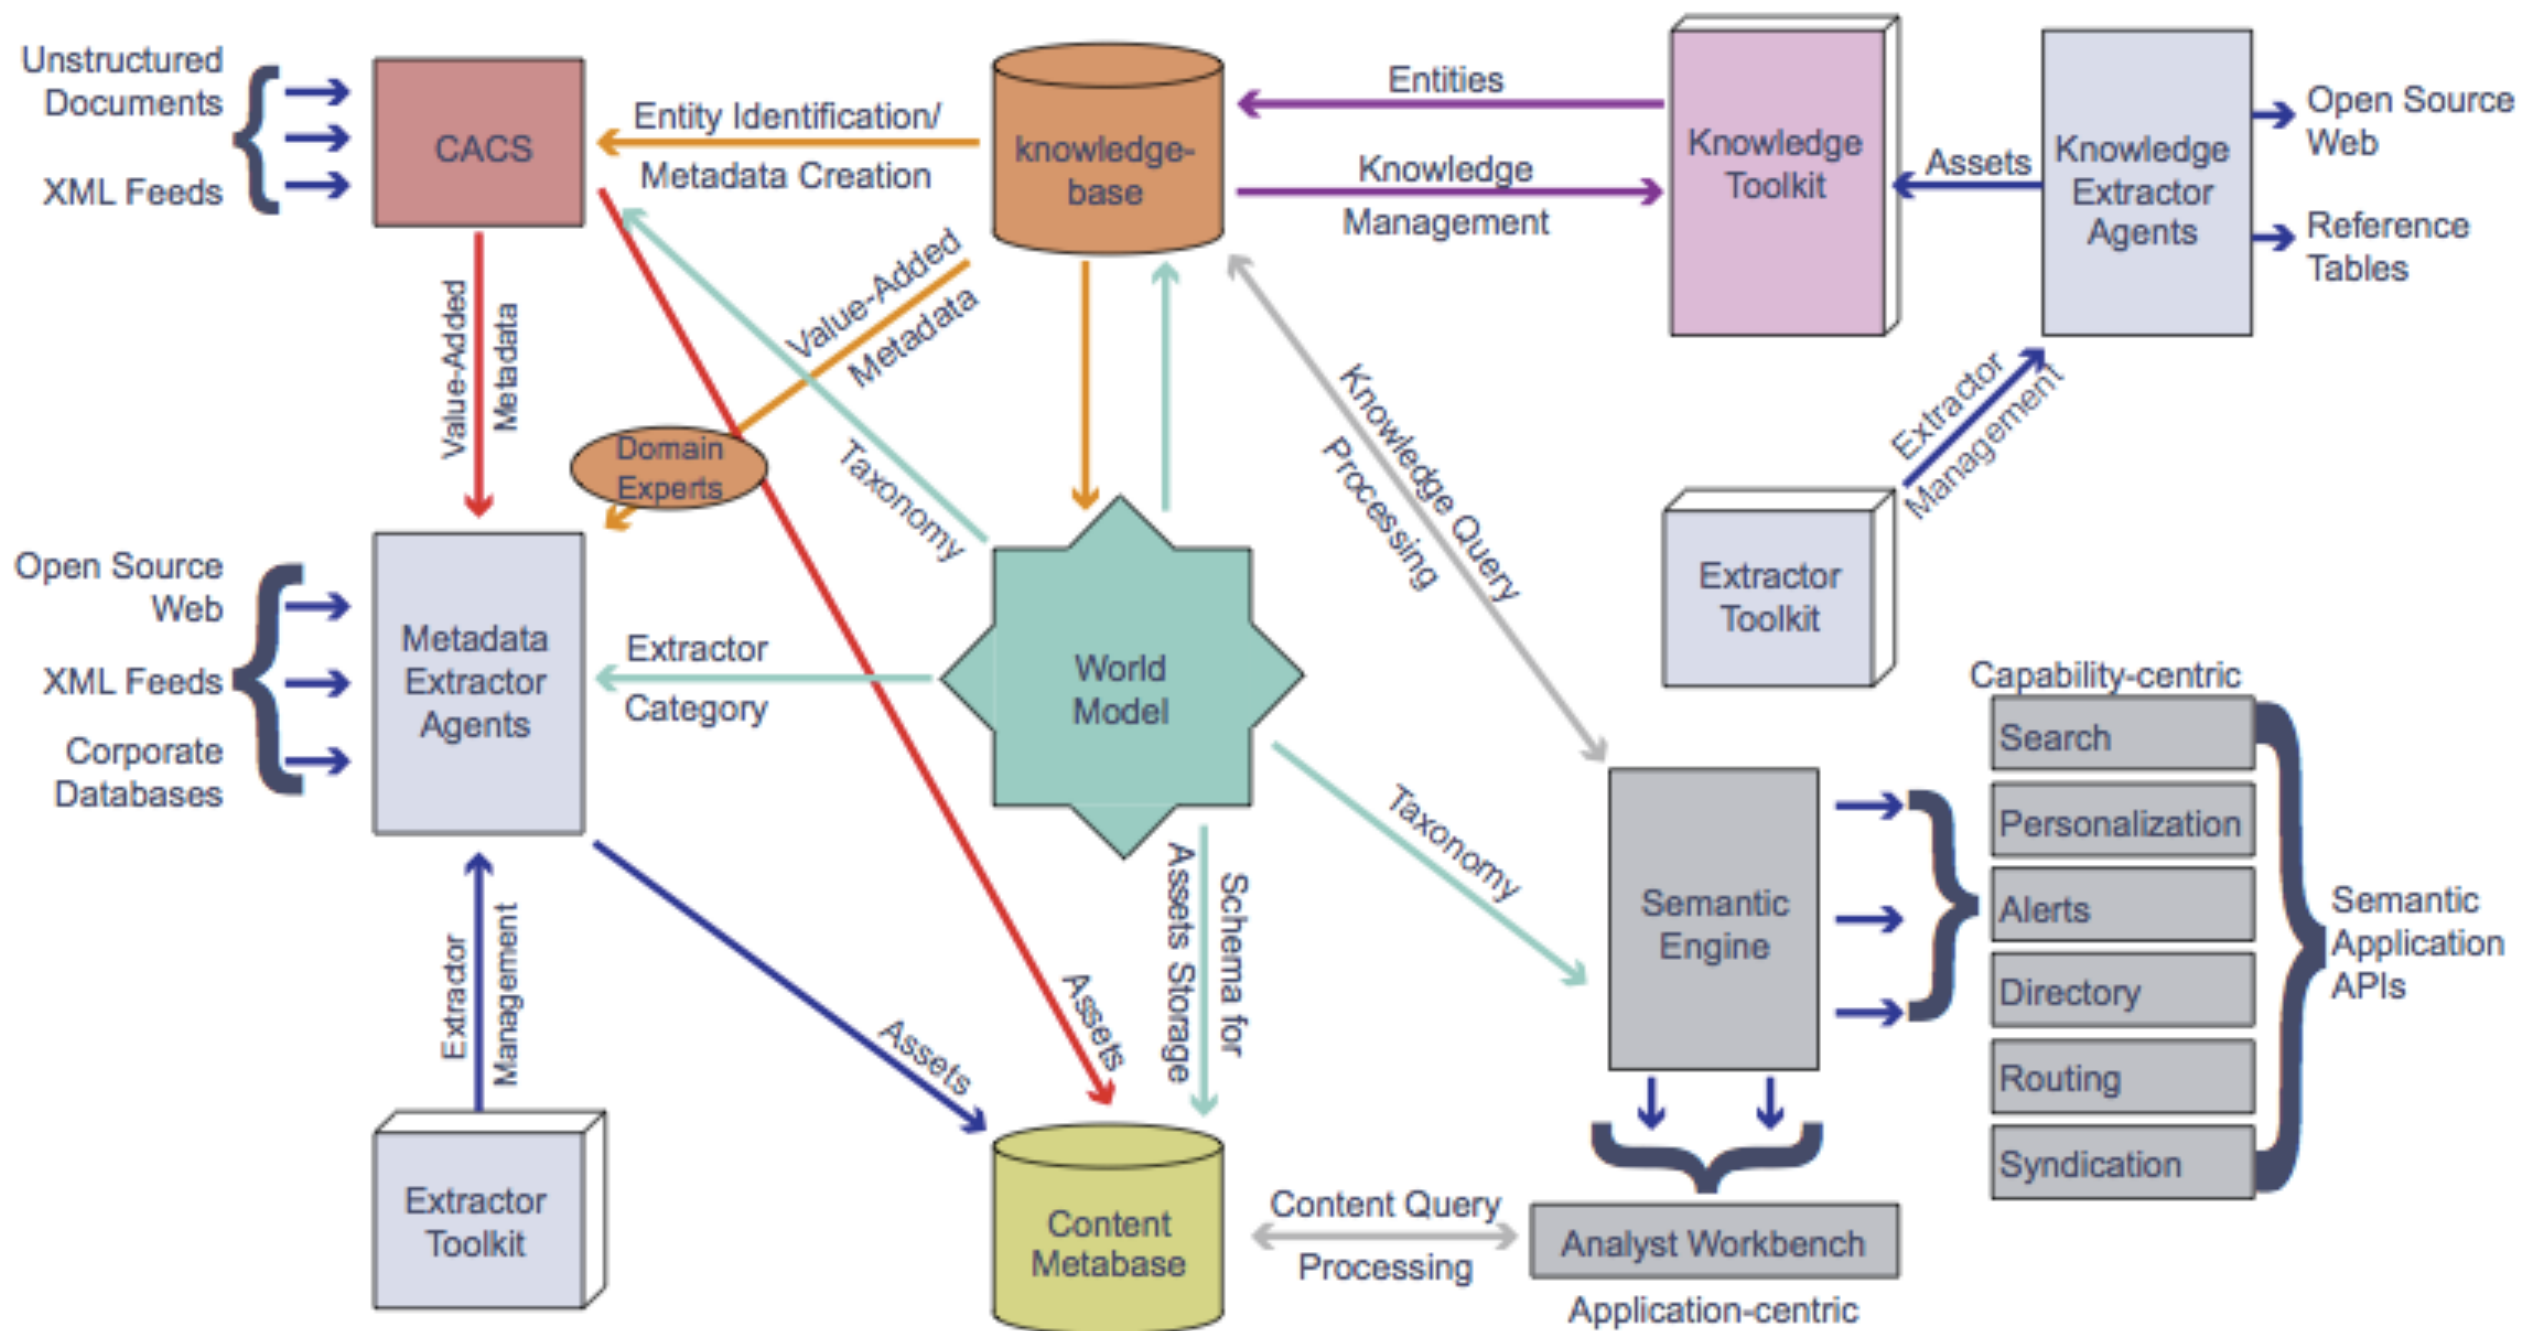 Unstructured
Documents
XML Feeds
CACS
Entity Identification/
Metadata Creation
knowledge-
base
Entities
Knowledge
Management
Knowledge
Toolkit
Assets
Knowledge
Extractor
Agents
Open Source
Web
Reference
Tables
Value-Added
Metadata
Value-Added
Metadata
Domain
Experts
Taxonomy
Knowledge Query
Processing
Extractor
Management
Extractor
Toolkit
Open Source
Web
XML Feeds
Corporate
Databases
Metadata
Extractor
Agents
Extractor
Category
World
Model
Taxonomy
Semantic
Engine
Capability-centric
Search
Personalization
Alerts
Directory
Routing
Syndication
Semantic
Application
APIs
Extractor
Management
Assets
Assets
Schema for
Assets Storage
Extractor
Toolkit
Content
Metabase
Content Query
Processing
Analyst Workbench
Application-centric